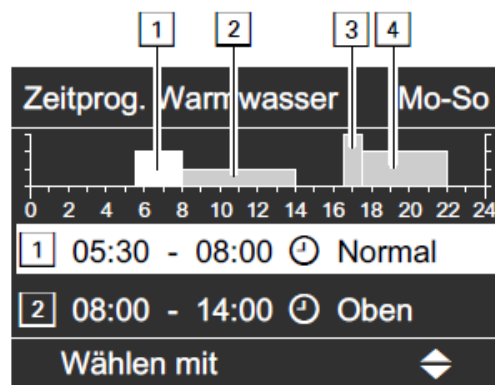 1 2 3 4
Zeitprog. Warmwasser Mo-So
0 2 4 6 8 10 12 14 16 18 20 22 24
1 05:30 - 08:00 Normal
2 08:00 - 14:00 Oben
Wählen mit